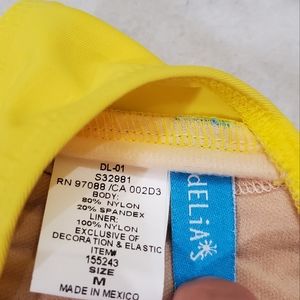 DL-01
S32981
RN 97088 /CA 002D3
BODY:
80% NYLON
20% SPANDEX
LINER:
100% NYLON
EXCLUSIVE OF
DECORATION & ELASTIC
ITEM#
155243
SIZE
M
MADE IN MEXICO
dELiA*s